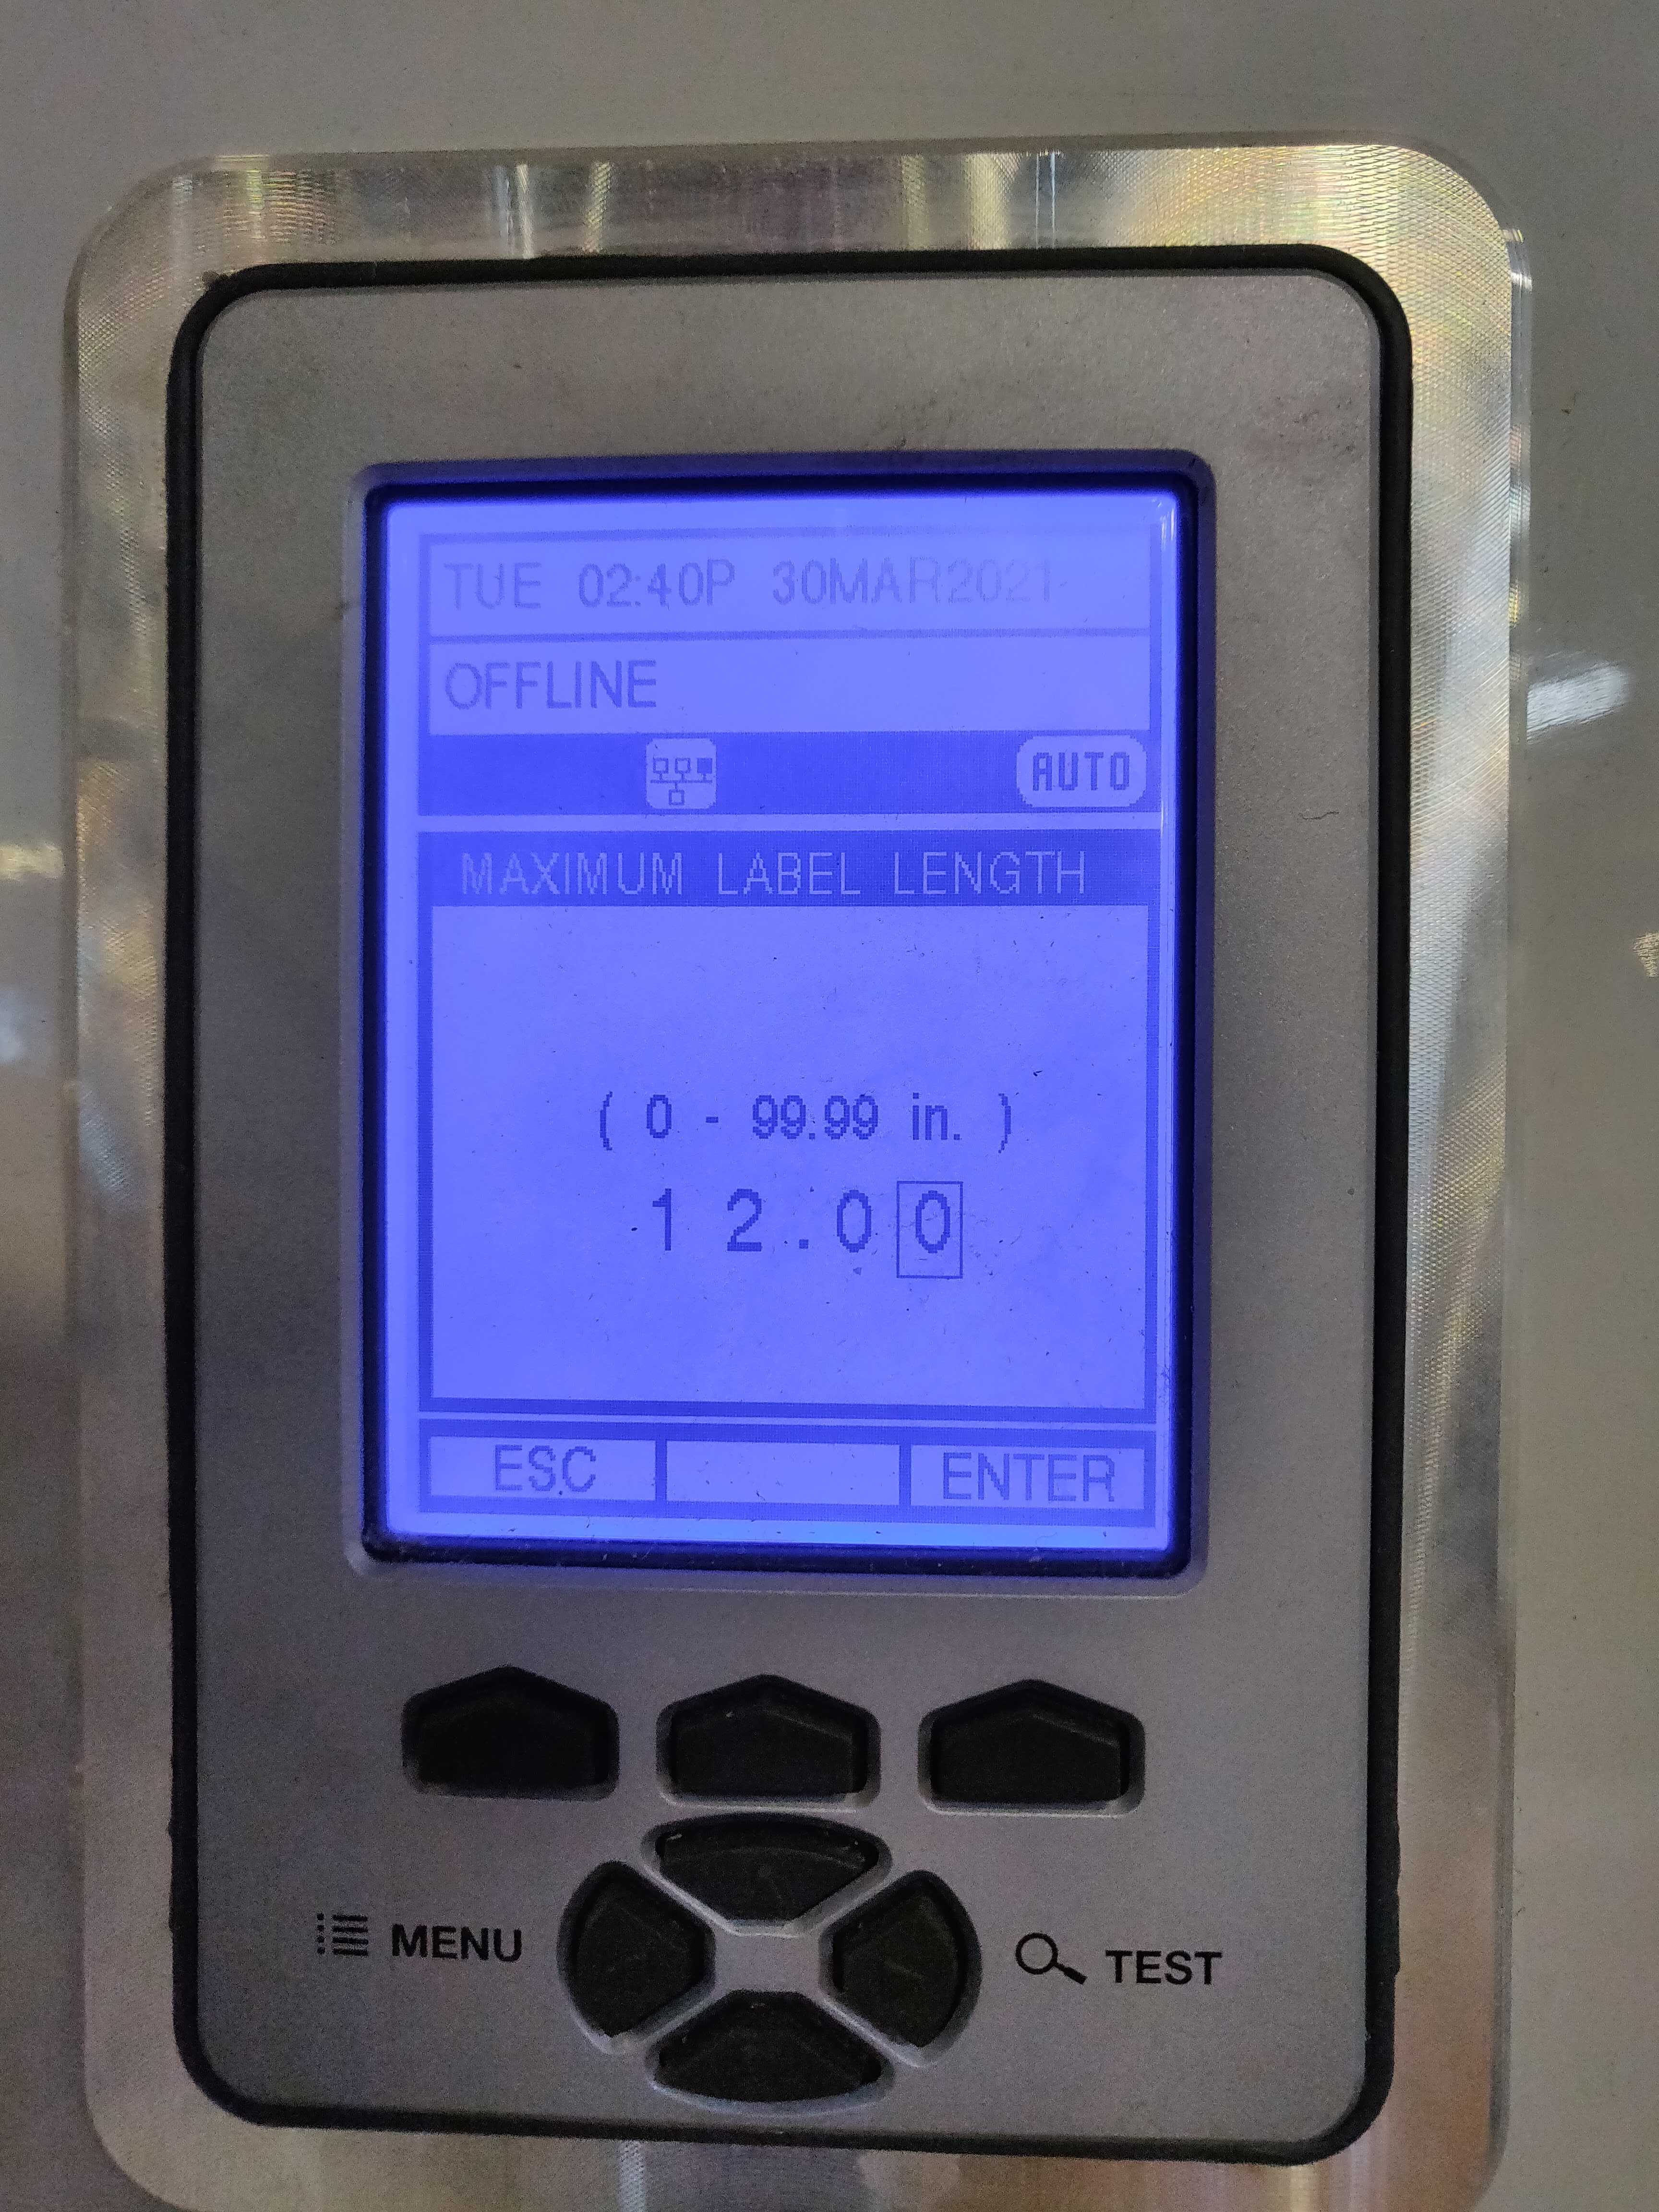 TUE 02:40P 30MAR2021
OFFLINE
AUTO
MAXIMUM LABEL LENGTH
( 0 - 99.99 in. )
12.00
ESC ENTER
MENU TEST